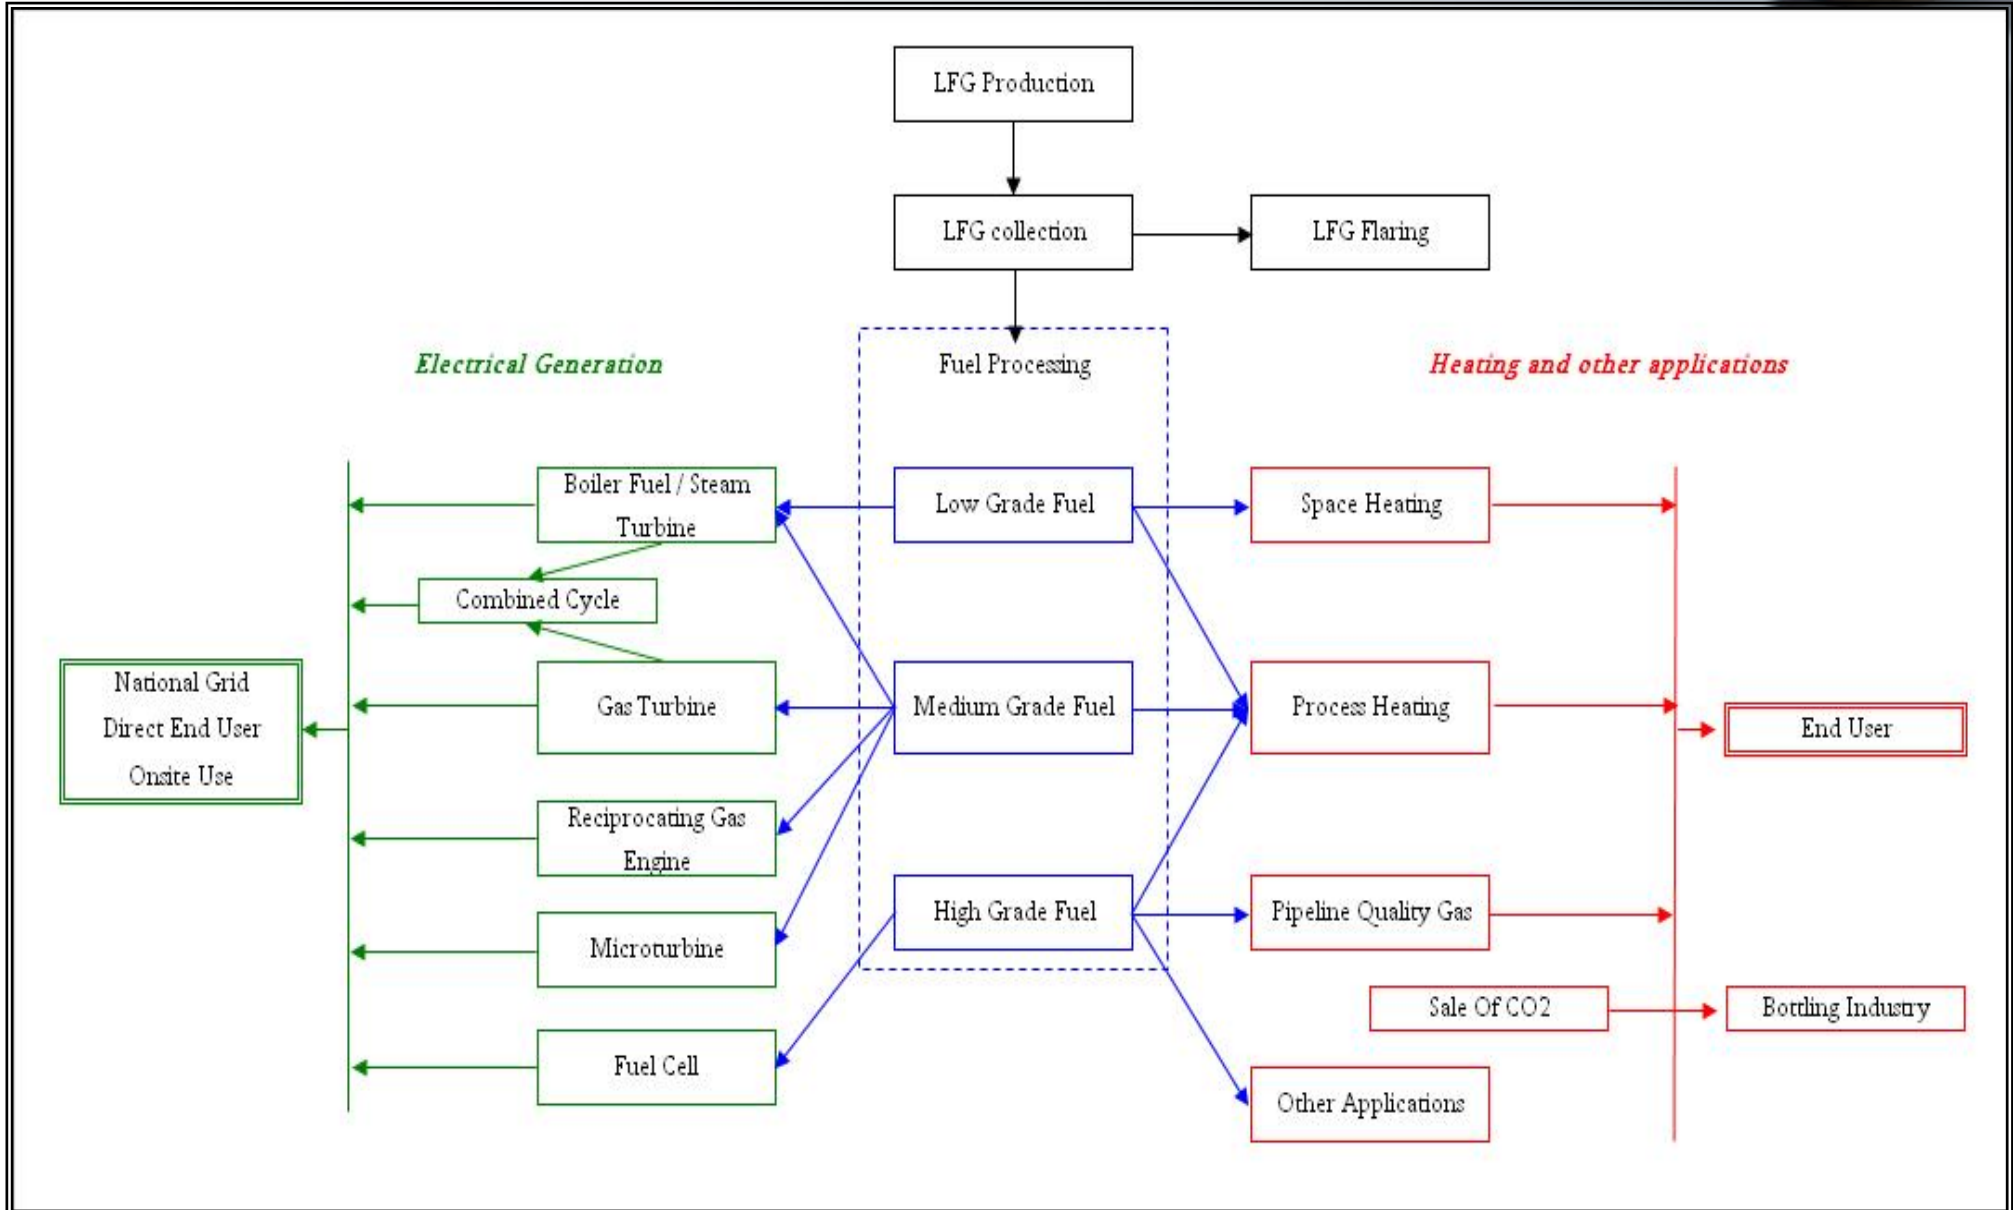 LFG Production
LFG collection
LFG Flaring
Electrical Generation
Fuel Processing
Heating and other applications
Boiler Fuel / Steam
Turbine
Low Grade Fuel
Space Heating
Combined Cycle
National Grid
Direct End User
Onsite Use
Gas Turbine
Medium Grade Fuel
Process Heating
End User
Reciprocating Gas
Engine
High Grade Fuel
Pipeline Quality Gas
Microturbine
Sale Of CO2
Bottling Industry
Fuel Cell
Other Applications